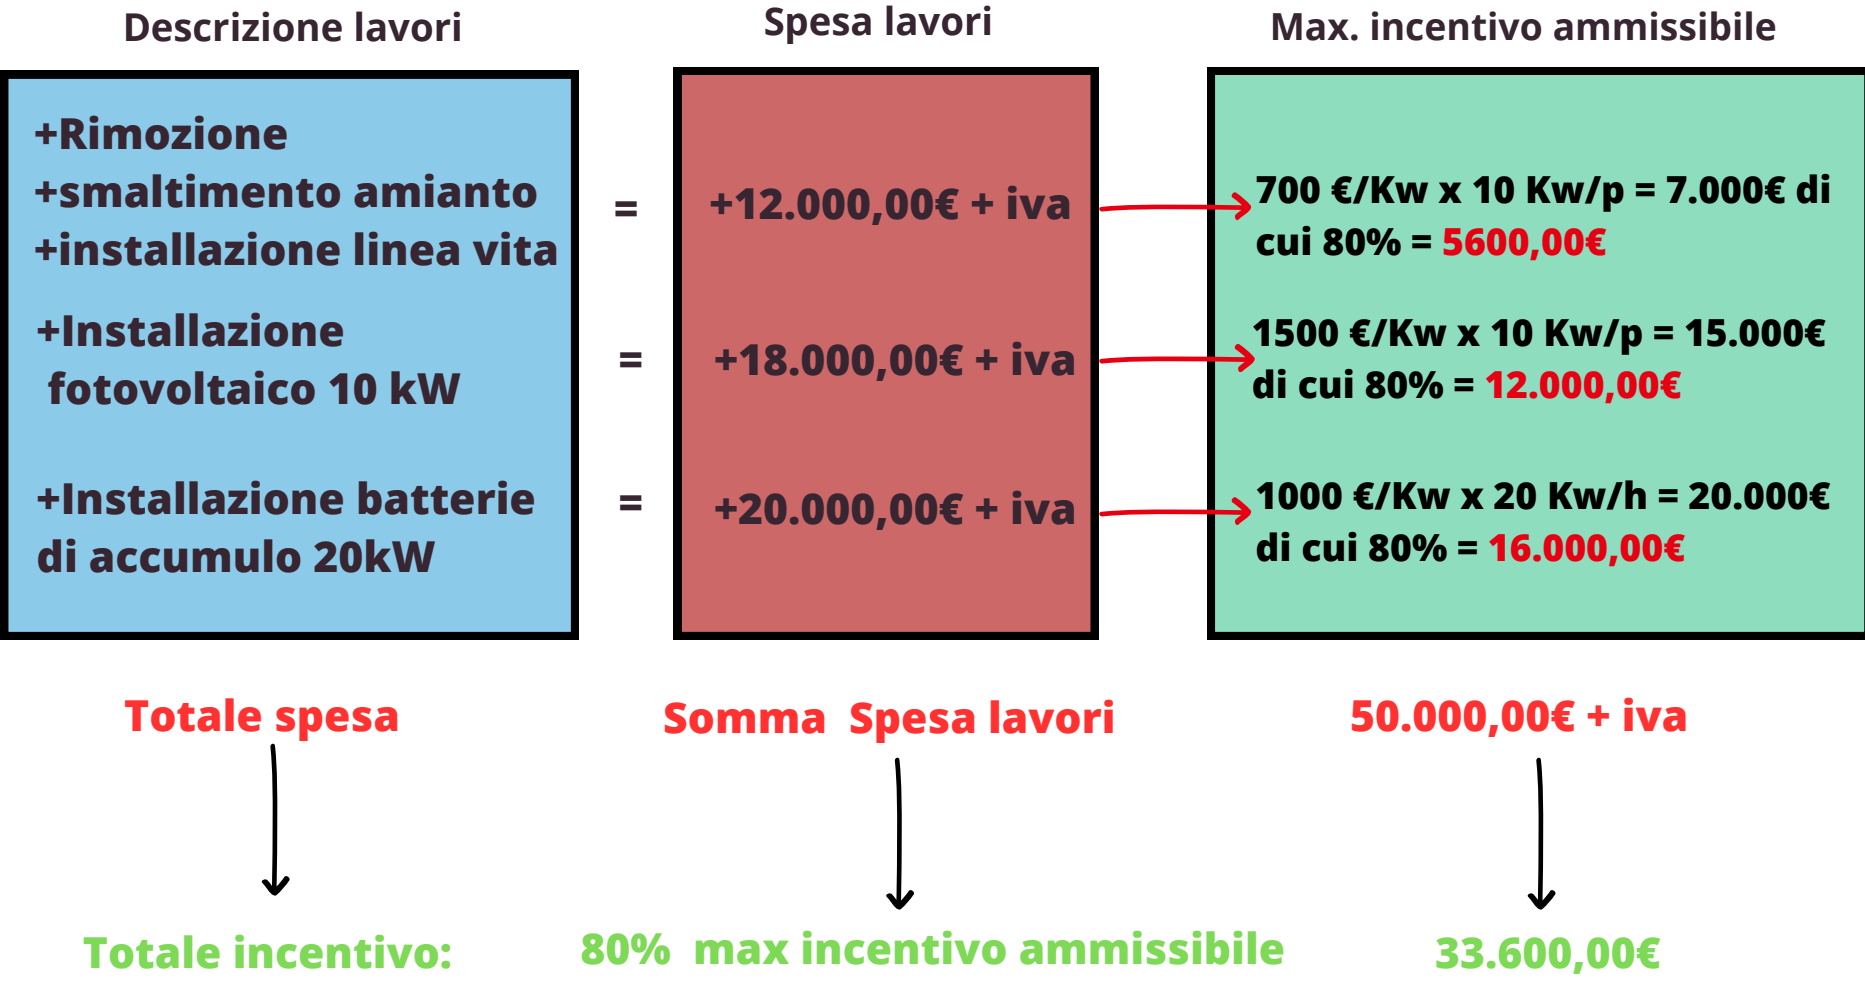 Descrizione lavori
Spesa lavori
Max. incentivo ammissibile
+Rimozione
+smaltimento amianto
+installazione linea vita
=
+12.000,00€ + iva
700 €/Kw x 10 Kw/p = 7.000€ di
cui 80% = 5600,00€
+Installazione
fotovoltaico 10 kW
=
+18.000,00€ + iva
1500 €/Kw x 10 Kw/p = 15.000€
di cui 80% = 12.000,00€
+Installazione batterie
di accumulo 20kW
=
+20.000,00€ + iva
1000 €/Kw x 20 Kw/h = 20.000€
di cui 80% = 16.000,00€
Totale spesa
Somma Spesa lavori
50.000,00€ + iva
Totale incentivo:
80% max incentivo ammissibile
33.600,00€